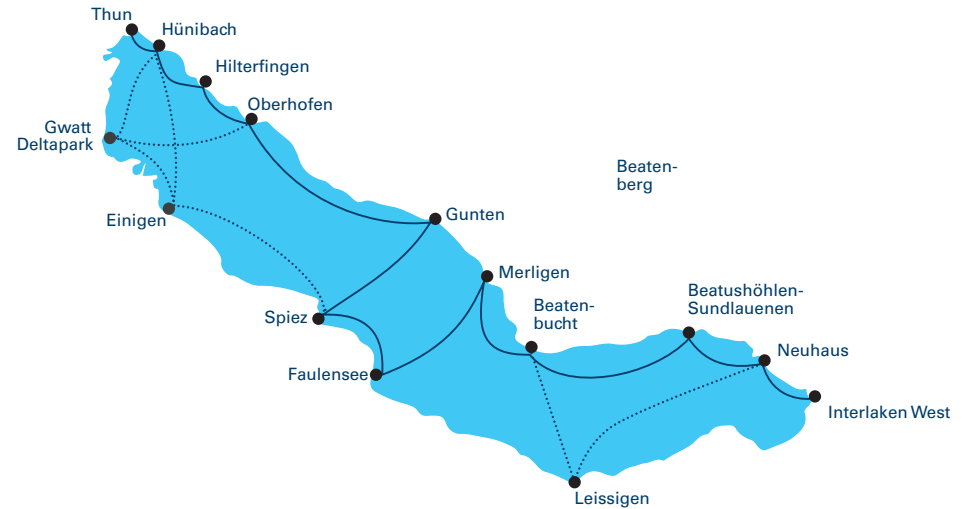 Thun
Hünibach
Hilterfingen
Oberhofen
Gwatt
Deltapark
Beaten-
berg
Einigen
Gunten
Merligen
Beatushöhlen-
Sundlauenen
Beaten-
bucht
Spiez
Neuhaus
Faulensee
Interlaken West
Leissigen